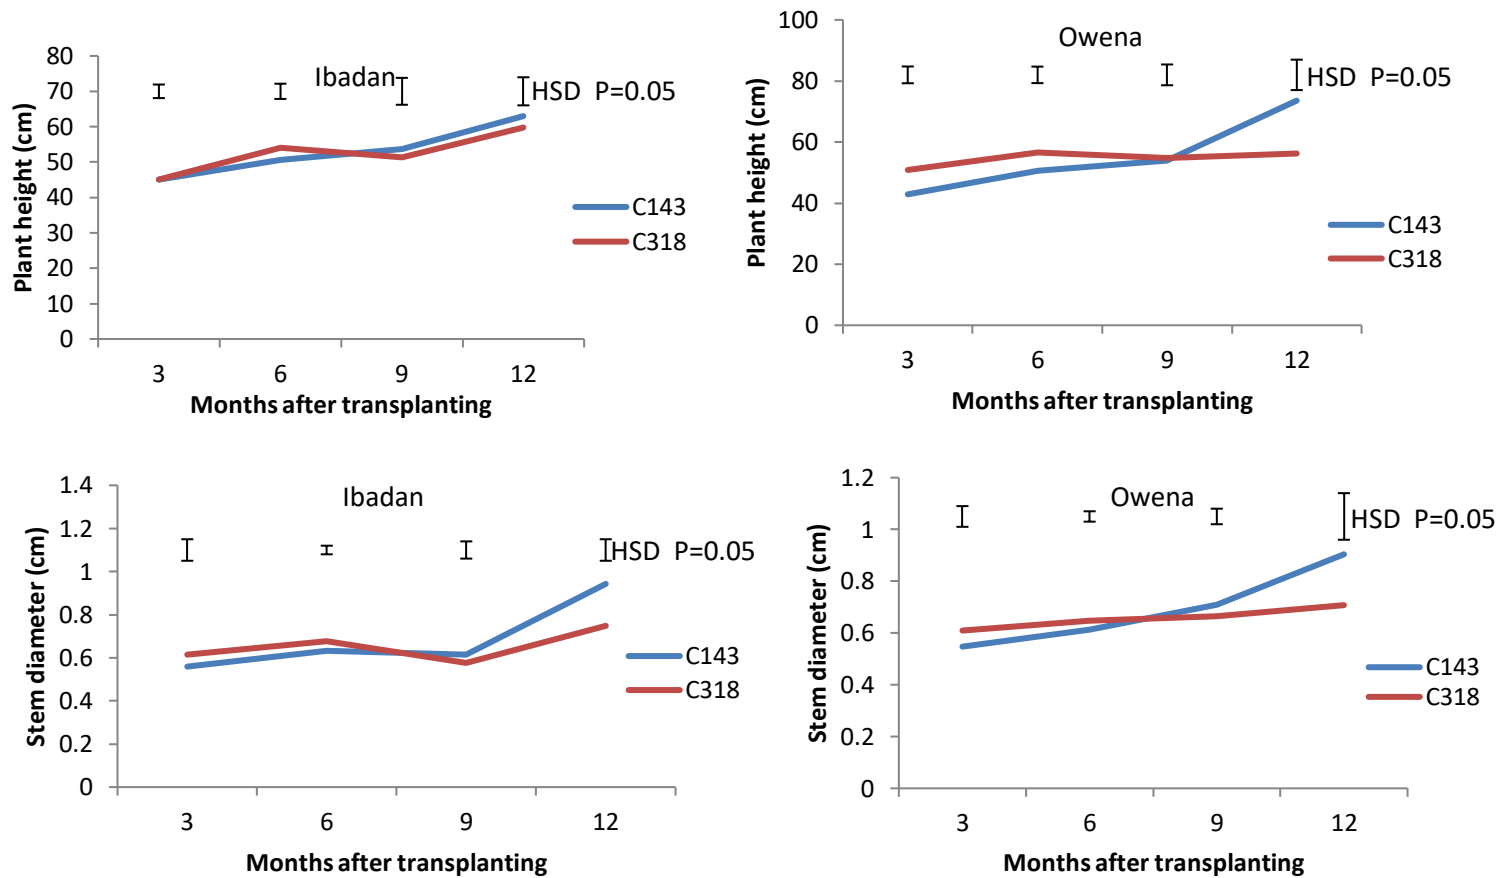 Ibadan
HSD P=0.05
Plant height (cm)
80
70
60
50
40
30
20
10
0
3 6 9 12
Months after transplanting
C143
C318
Owena
HSD P=0.05
Plant height (cm)
100
80
60
40
20
0
3 6 9 12
Months after transplanting
C143
C318
Ibadan
HSD P=0.05
Stem diameter (cm)
1.4
1.2
1
0.8
0.6
0.4
0.2
0
3 6 9 12
Months after transplanting
C143
C318
Owena
HSD P=0.05
Stem diameter (cm)
1.2
1
0.8
0.6
0.4
0.2
0
3 6 9 12
Months after transplanting
C143
C318